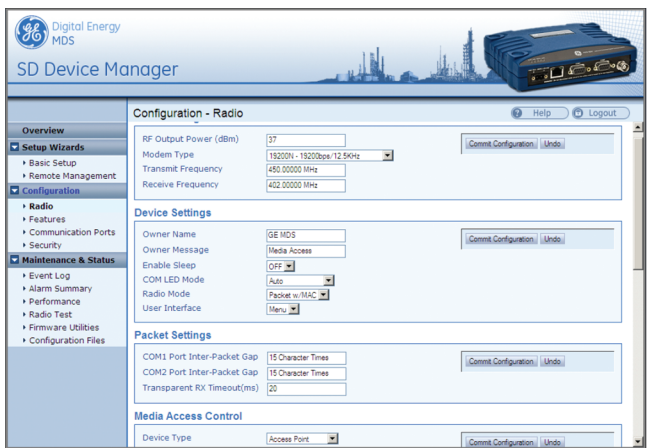 GE Digital Energy
MDS
SD Device Manager
Configuration - Radio
Help
Logout
Overview
Setup Wizards
Basic Setup
Remote Management
Configuration
Radio
Features
Communication Ports
Security
Maintenance & Status
Event Log
Alarm Summary
Performance
Radio Test
Firmware Utilities
Configuration Files
RF Output Power (dBm) 37
Commit Configuration Undo
Modem Type 19200N - 19200bps/12.5KHz
Transmit Frequency 450.00000 MHz
Receive Frequency 402.00000 MHz
Device Settings
Owner Name GE MDS
Commit Configuration Undo
Owner Message Media Access
Enable Sleep OFF
COM LED Mode Auto
Radio Mode Packet w/MAC
User Interface Menu
Packet Settings
COM1 Port Inter-Packet Gap 15 Character Times
Commit Configuration Undo
COM2 Port Inter-Packet Gap 15 Character Times
Transparent RX Timeout(ms) 20
Media Access Control
Device Type Access Point
Commit Configuration Undo